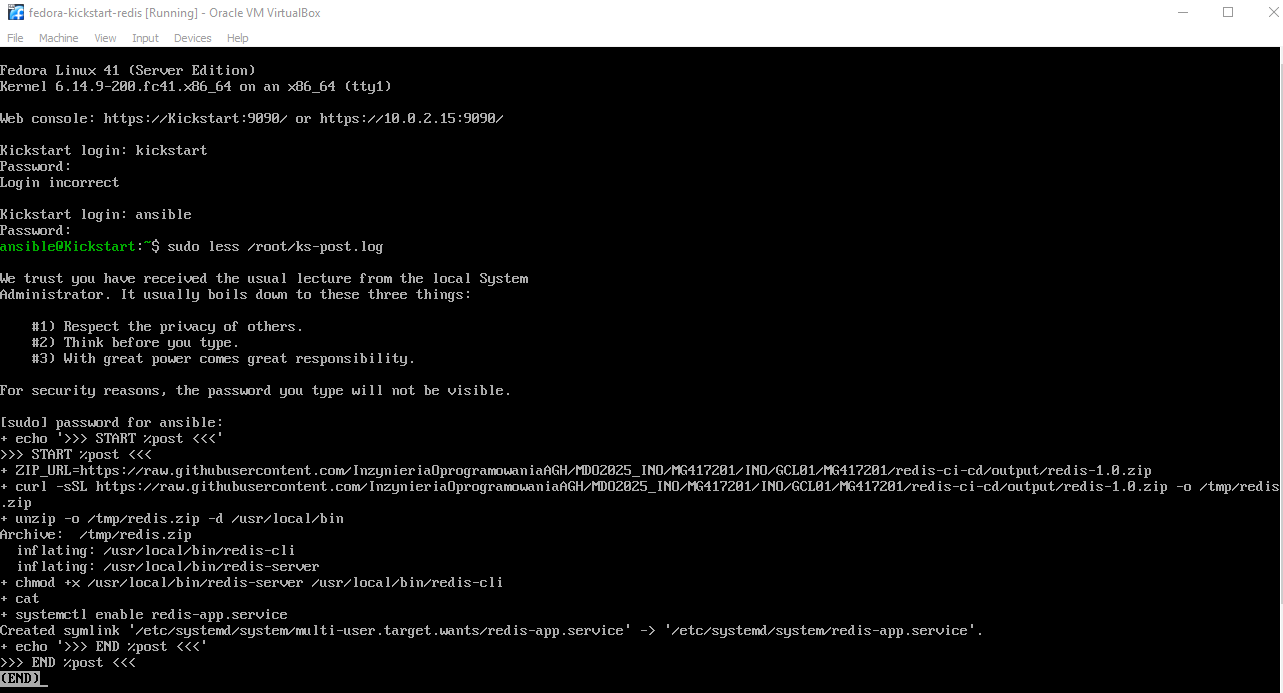 fedora-kickstart-redis [Running] - Oracle VM VirtualBox
File Machine View Input Devices Help
Fedora Linux 41 (Server Edition)
Kernel 6.14.9-200.fc41.x86_64 on an x86_64 (tty1)
Web console: https://Kickstart:9090/ or https://10.0.2.15:9090/
Kickstart login: kickstart
Password:
Login incorrect
Kickstart login: ansible
Password:
ansible@Kickstart:~$ sudo less /root/ks-post.log
We trust you have received the usual lecture from the local System
Administrator. It usually boils down to these three things:
#1) Respect the privacy of others.
#2) Think before you type.
#3) With great power comes great responsibility.
For security reasons, the password you type will not be visible.
[sudo] password for ansible:
+ echo '>>> START %post <<<'
>>> START %post <<<
+ ZIP_URL=https://raw.githubusercontent.com/InzynieriaOprogramowaniaAGH/MDO2025_INO/MG417201/INO/GCL01/MG417201/redis-ci-cd/output/redis-1.0.zip
+ curl -sSL https://raw.githubusercontent.com/InzynieriaOprogramowaniaAGH/MDO2025_INO/MG417201/INO/GCL01/MG417201/redis-ci-cd/output/redis-1.0.zip -o /tmp/redis
.zip
+ unzip -o /tmp/redis.zip -d /usr/local/bin
Archive:  /tmp/redis.zip
inflating: /usr/local/bin/redis-cli
inflating: /usr/local/bin/redis-server
+ chmod +x /usr/local/bin/redis-server /usr/local/bin/redis-cli
+ cat
+ systemctl enable redis-app.service
Created symlink '/etc/systemd/system/multi-user.target.wants/redis-app.service' -> '/etc/systemd/system/redis-app.service'.
+ echo '>>> END %post <<<'
>>> END %post <<<
(END)